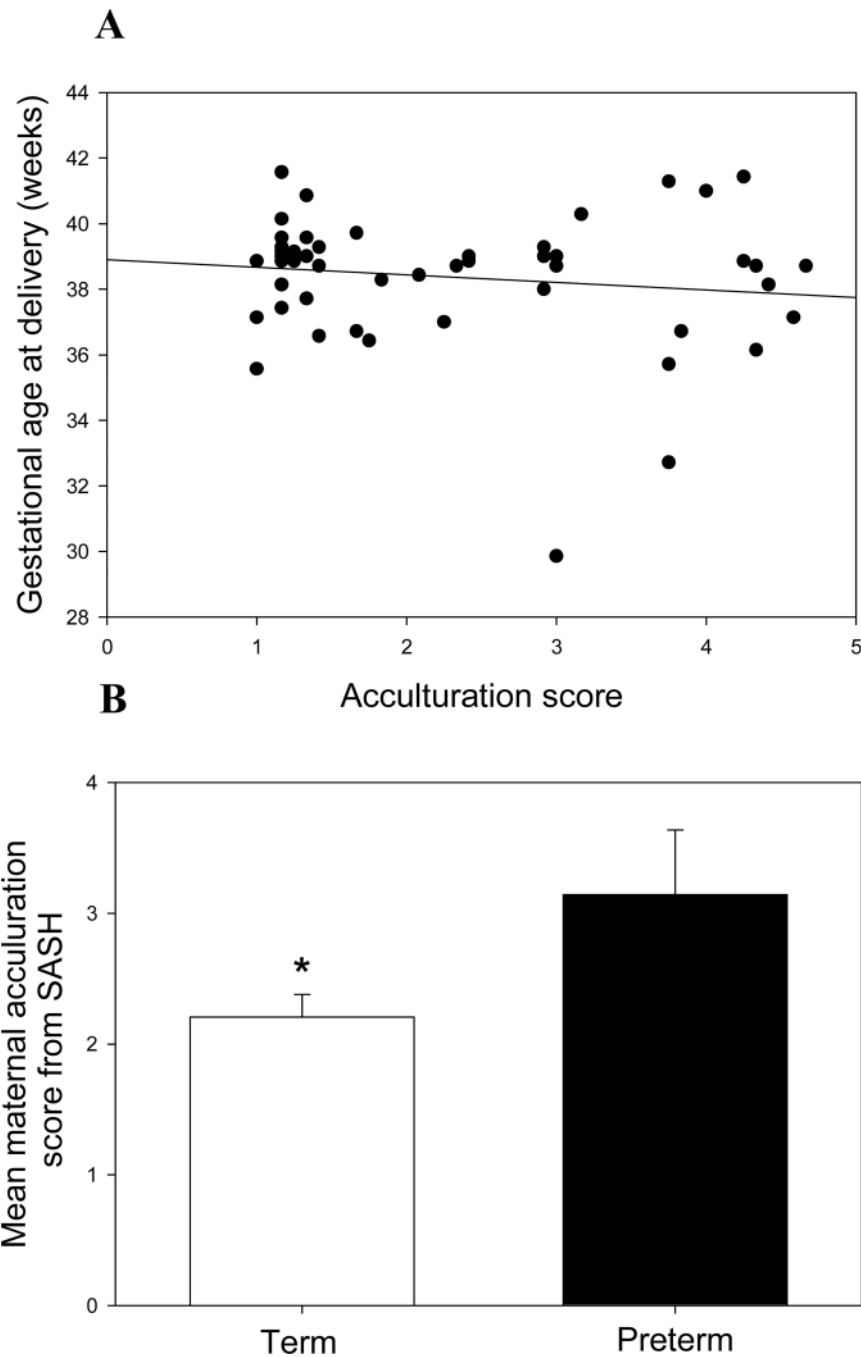 A
Gestational age at delivery (weeks)
44
42
40
38
36
34
32
30
28
0 1 2 3 4 5
Acculturation score
B
Mean maternal acculuration
score from SASH
4
3
2
1
0
*
Term Preterm